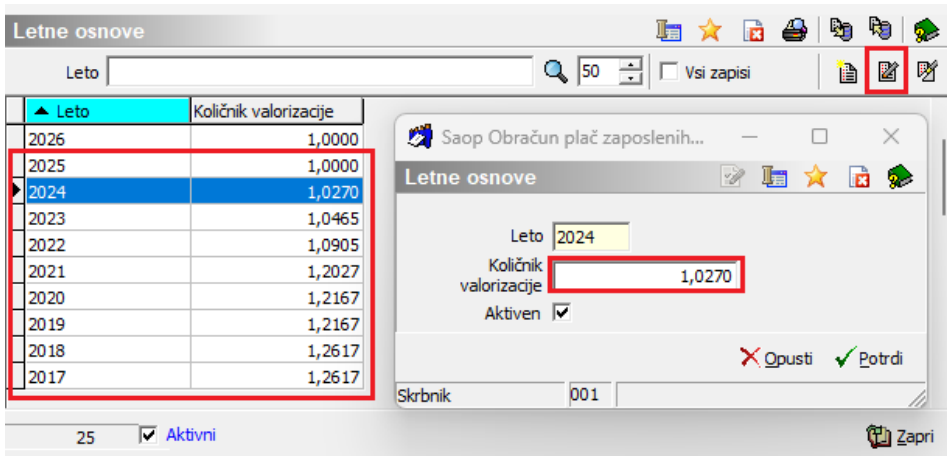 Letne osnove
Leto 50 Vsi zapisi
Leto Količnik valorizacije
2026 1,0000
2025 1,0000
2024 1,0270
2023 1,0465
2022 1,0905
2021 1,2027
2020 1,2167
2019 1,2167
2018 1,2617
2017 1,2617
25 Aktivni
Zapri
Saop Obračun plač zaposlenih...
Letne osnove
Leto 2024
Količnik
valorizacije 1,0270
Aktiven
Opusti Potrdi
Skrbnik 001